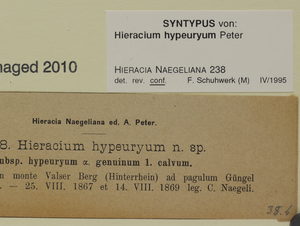 SYNTYPUS von:
Hieracium hypeuryum Peter
HIERACIA NAEGELIANA 238
det. rev. conf. F. Schuhwerk (M) IV/1995
naged 2010
Hieracia Naegeliana ed. A. Peter.
8. Hieracium hypeuryum n. sp.
ubsp. hypeuryum α. genuinum 1. calvum.
n monte Valser Berg (Hinterrhein) ad pagulum Güngel
. — 25. VIII. 1867 et 14. VIII. 1869 leg. C. Naegeli.